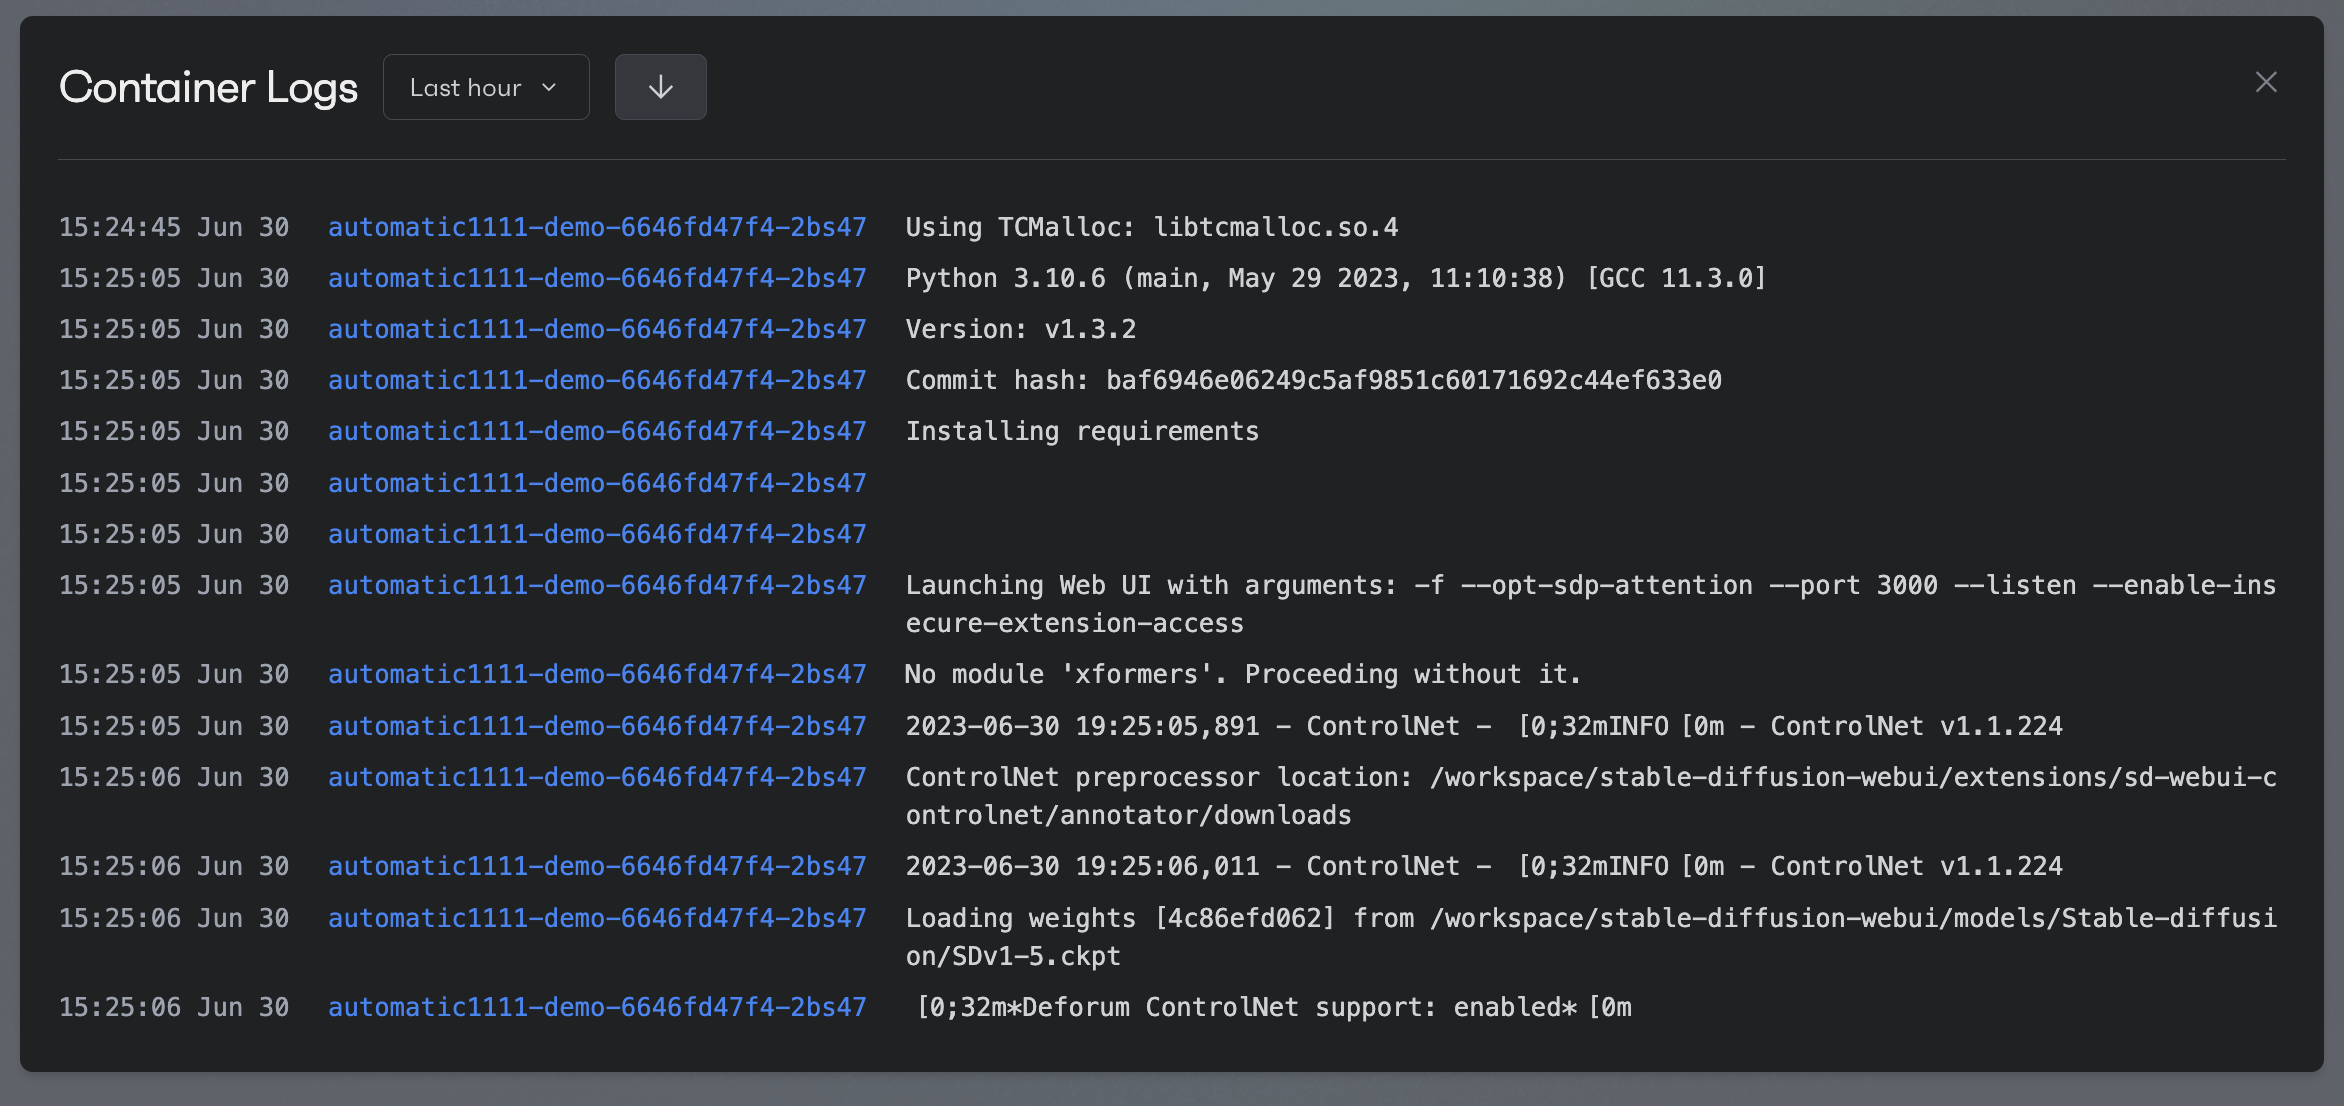 Container Logs Last hour
15:24:45 Jun 30 automatic1111-demo-6646fd47f4-2bs47 Using TCMalloc: libtcmalloc.so.4
15:25:05 Jun 30 automatic1111-demo-6646fd47f4-2bs47 Python 3.10.6 (main, May 29 2023, 11:10:38) [GCC 11.3.0]
15:25:05 Jun 30 automatic1111-demo-6646fd47f4-2bs47 Version: v1.3.2
15:25:05 Jun 30 automatic1111-demo-6646fd47f4-2bs47 Commit hash: baf6946e06249c5af9851c60171692c44ef633e0
15:25:05 Jun 30 automatic1111-demo-6646fd47f4-2bs47 Installing requirements
15:25:05 Jun 30 automatic1111-demo-6646fd47f4-2bs47
15:25:05 Jun 30 automatic1111-demo-6646fd47f4-2bs47
15:25:05 Jun 30 automatic1111-demo-6646fd47f4-2bs47 Launching Web UI with arguments: -f --opt-sdp-attention --port 3000 --listen --enable-ins
ecure-extension-access
15:25:05 Jun 30 automatic1111-demo-6646fd47f4-2bs47 No module 'xformers'. Proceeding without it.
15:25:05 Jun 30 automatic1111-demo-6646fd47f4-2bs47 2023-06-30 19:25:05,891 - ControlNet - [0;32mINFO [0m - ControlNet v1.1.224
15:25:06 Jun 30 automatic1111-demo-6646fd47f4-2bs47 ControlNet preprocessor location: /workspace/stable-diffusion-webui/extensions/sd-webui-c
ontrolnet/annotator/downloads
15:25:06 Jun 30 automatic1111-demo-6646fd47f4-2bs47 2023-06-30 19:25:06,011 - ControlNet - [0;32mINFO [0m - ControlNet v1.1.224
15:25:06 Jun 30 automatic1111-demo-6646fd47f4-2bs47 Loading weights [4c86efd062] from /workspace/stable-diffusion-webui/models/Stable-diffusi
on/SDv1-5.ckpt
15:25:06 Jun 30 automatic1111-demo-6646fd47f4-2bs47 [0;32m*Deforum ControlNet support: enabled* [0m